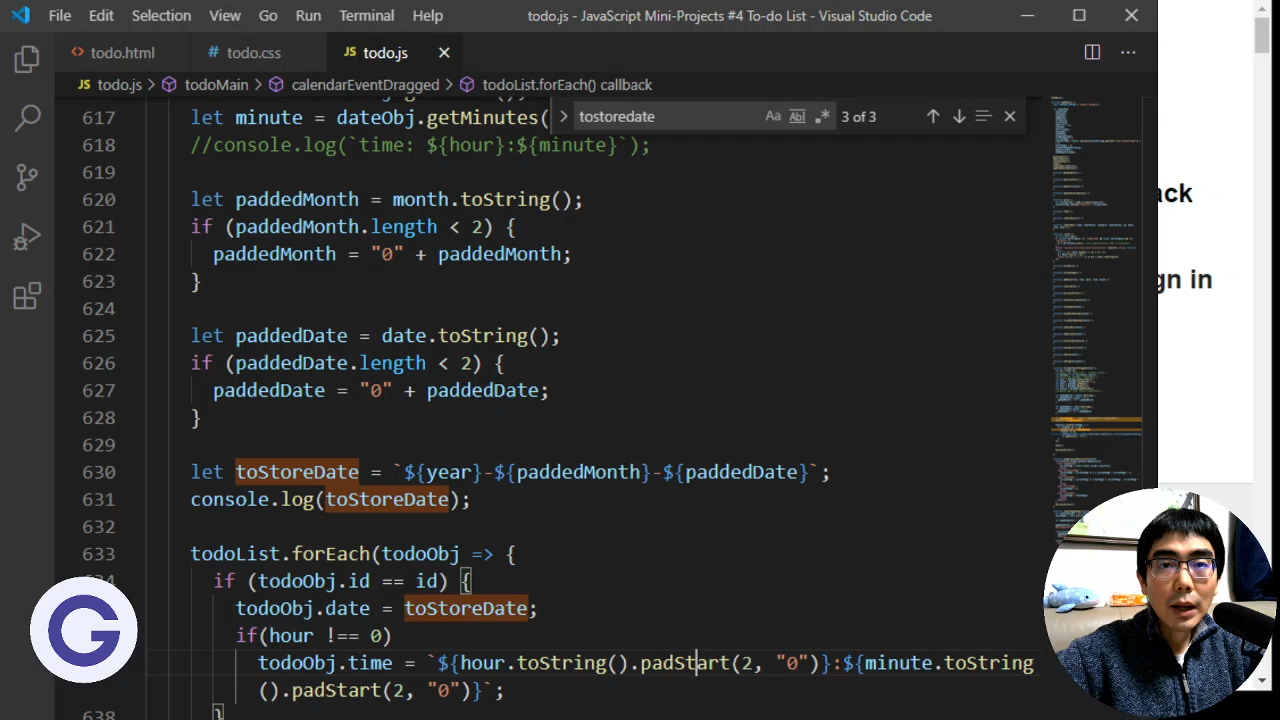 File Edit Selection View Go Run Terminal Help todo.js - JavaScript Mini-Projects #4 To-do List - Visual Studio Code
<> todo.html # todo.css JS todo.js
JS todo.js > todoMain > calendarEventDragged > todoList.forEach() callback
tostoredate Aa Abl .* 3 of 3
617 let minute = dateObj.getMinutes(
618 //console.log(`time: ${hour}:${minute}`);
619
620 let paddedMonth = month.toString();
621 if (paddedMonth.length < 2) {
622 paddedMonth = "0" + paddedMonth;
623 }
624
625 let paddedDate = date.toString();
626 if (paddedDate.length < 2) {
627 paddedDate = "0" + paddedDate;
628 }
629
630 let toStoreDate = `${year}-${paddedMonth}-${paddedDate}`;
631 console.log(toStoreDate);
632
633 todoList.forEach(todoObj => {
if (todoObj.id == id) {
todoObj.date = toStoreDate;
if(hour !== 0)
todoObj.time = `${hour.toString().padStart(2, "0")}:${minute.toString
().padStart(2, "0")}`;
638 }
ack
gn in
G